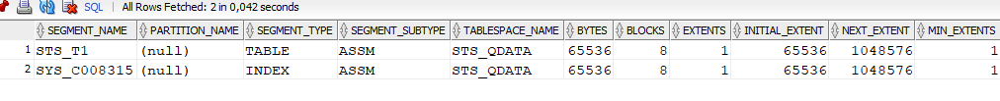 SQL | All Rows Fetched: 2 in 0,042 seconds
SEGMENT_NAME PARTITION_NAME SEGMENT_TYPE SEGMENT_SUBTYPE TABLESPACE_NAME BYTES BLOCKS EXTENTS INITIAL_EXTENT NEXT_EXTENT MIN_EXTENTS
1 STS_T1 (null) TABLE ASSM STS_QDATA 65536 8 1 65536 1048576 1
2 SYS_C008315 (null) INDEX ASSM STS_QDATA 65536 8 1 65536 1048576 1